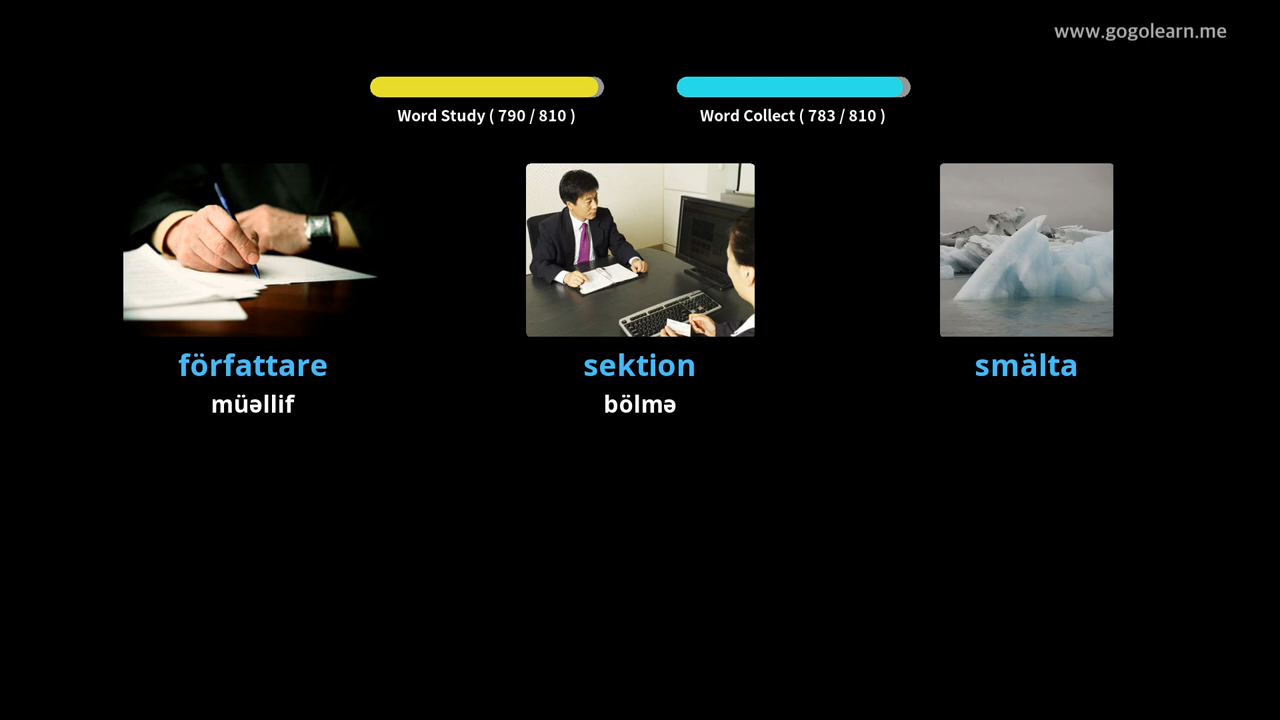 www.gogolearn.me
Word Study ( 790 / 810 )
Word Collect ( 783 / 810 )
författare
sektion
smälta
müəllif
bölmə